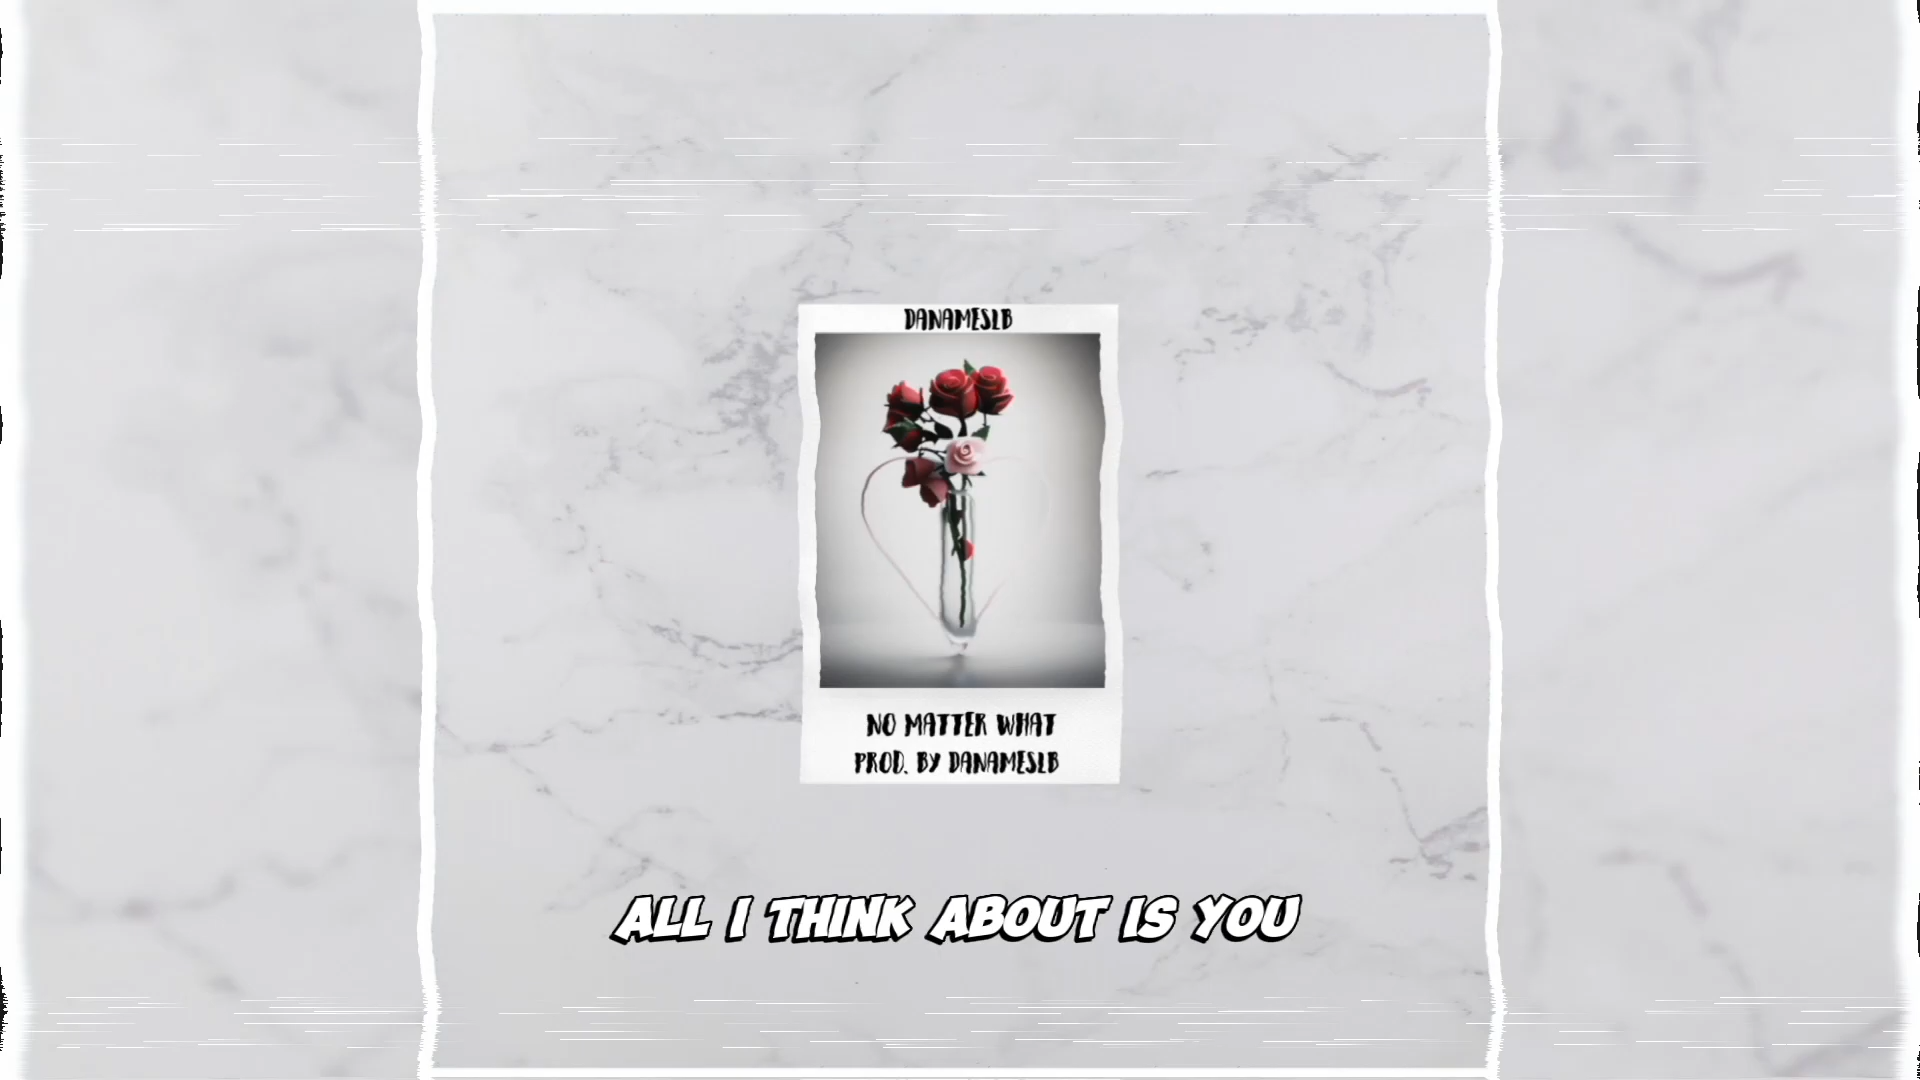 DANAMESLB
NO MATTER WHAT
PROD. BY DANAMESLB
ALL I THINK ABOUT IS YOU